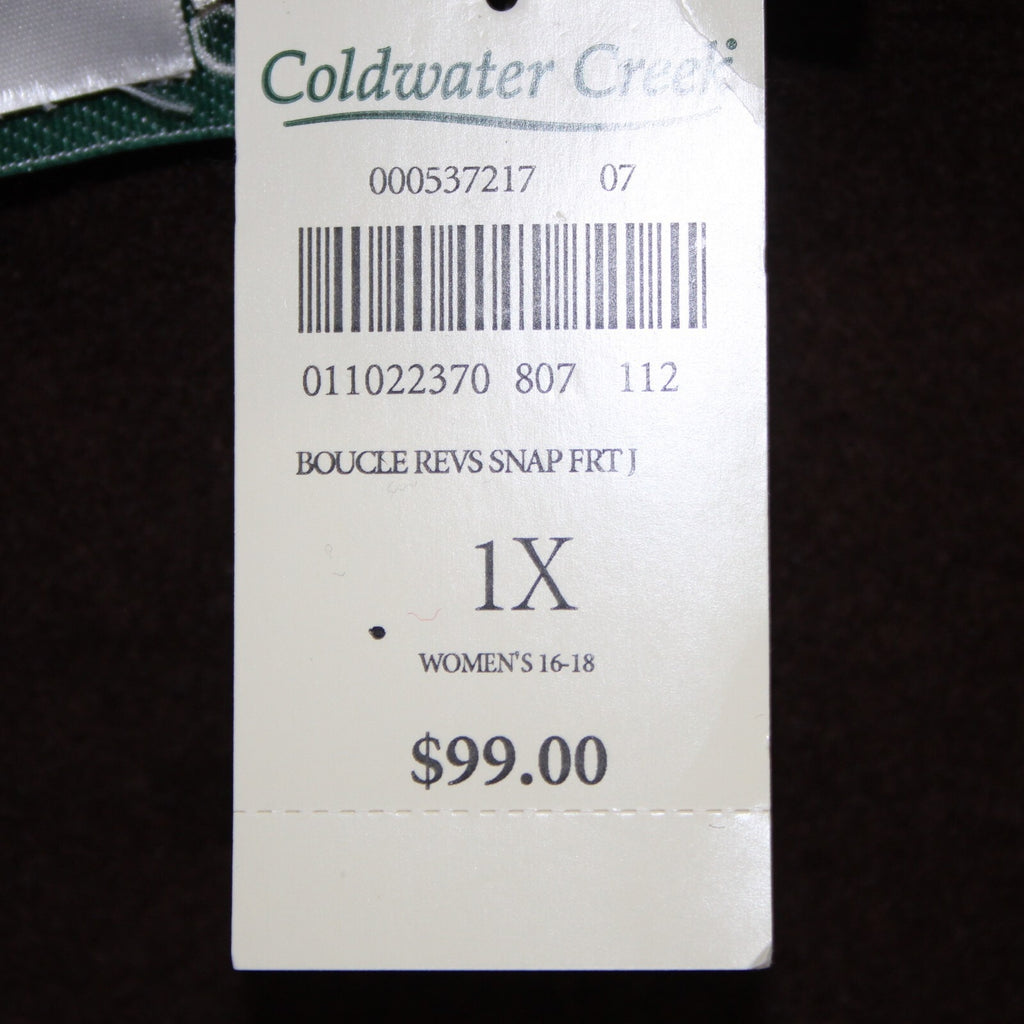 Coldwater Creek®
000537217 07
011022370 807 112
BOUCLE REVS SNAP FRT J
1X
WOMEN'S 16-18
$99.00